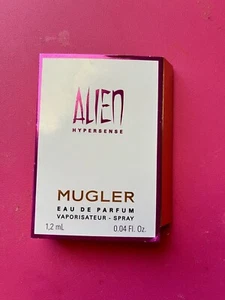 ALIEN
HYPERSENSE
MUGLER
EAU DE PARFUM
VAPORISATEUR - SPRAY
1,2 mL 0.04 Fl. Oz.